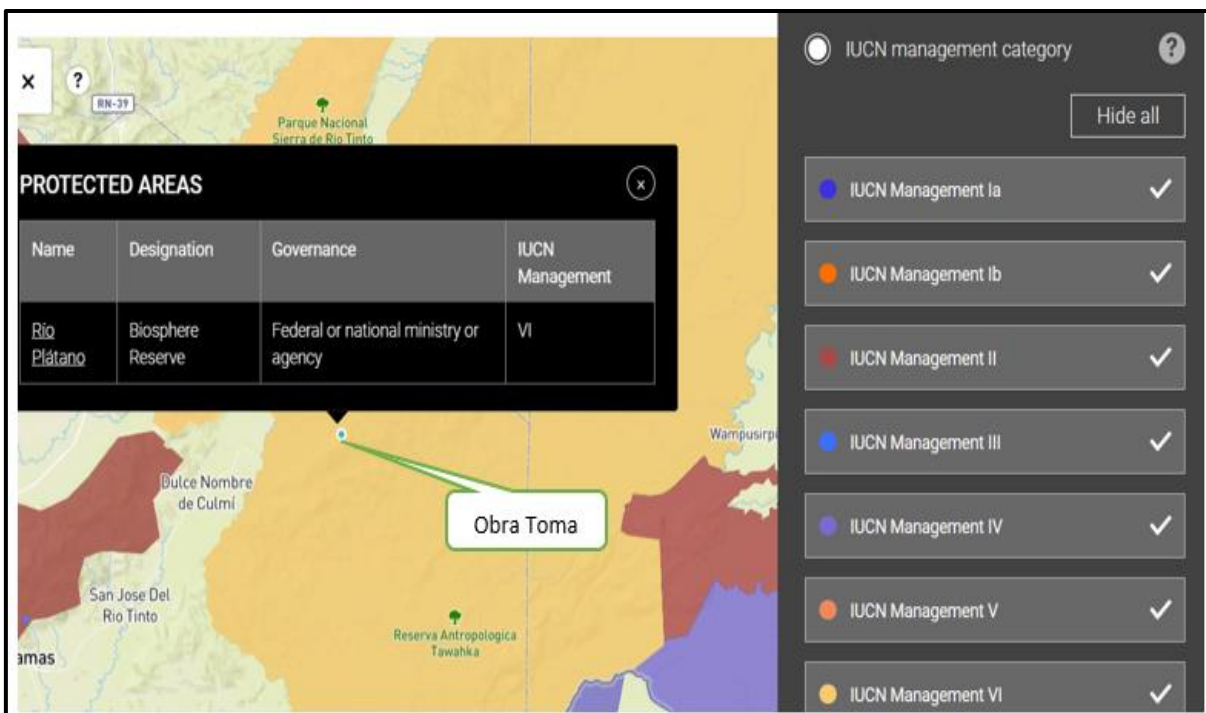 x
?
RN-39
Parque Nacional
Sierra de Rio Tinto
PROTECTED AREAS
x
Name
Designation
Governance
IUCN
Management
Río
Plátano
Biosphere
Reserve
Federal or national ministry or
agency
VI
Wampusirpi
Dulce Nombre
de Culmí
Obra Toma
San Jose Del
Rio Tinto
Reserva Antropologica
Tawahka
amas
IUCN management category
?
Hide all
IUCN Management Ia
IUCN Management Ib
IUCN Management II
IUCN Management III
IUCN Management IV
IUCN Management V
IUCN Management VI